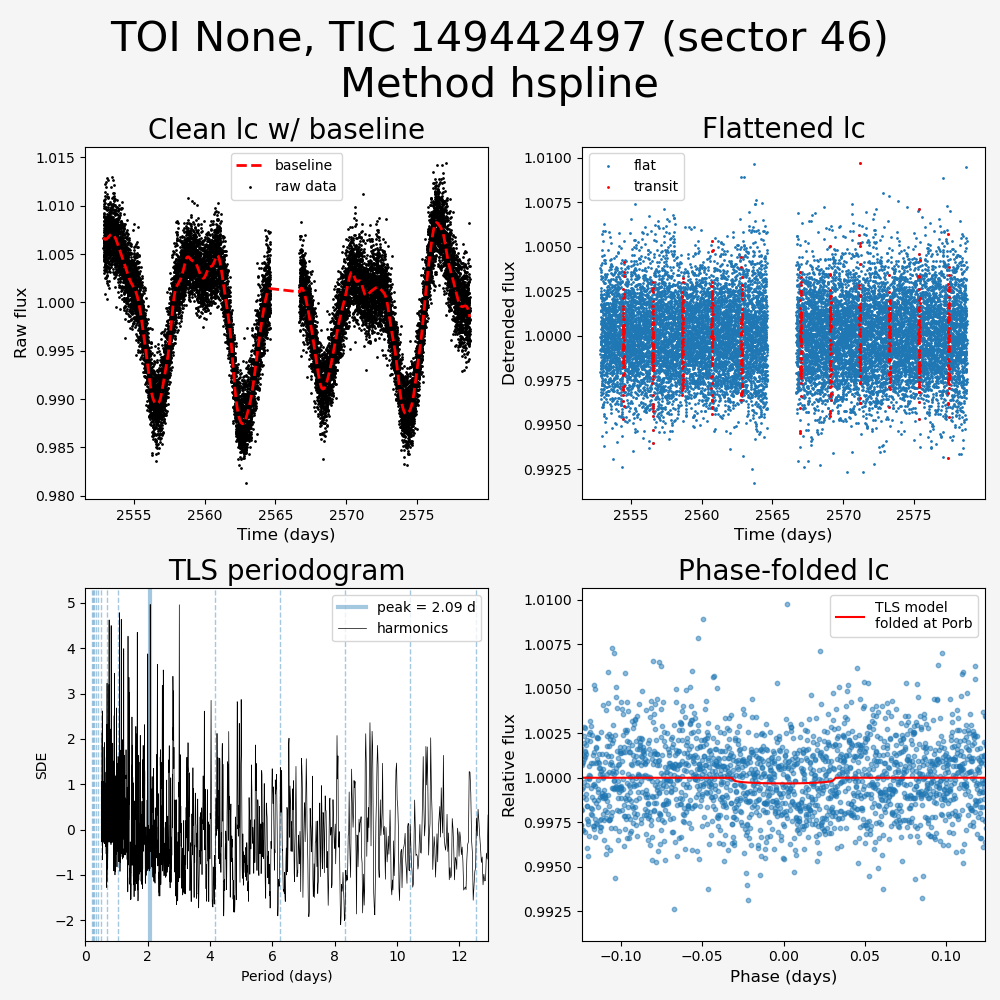 TOI None, TIC 149442497 (sector 46)
Method hspline
Clean lc w/ baseline
Flattened lc
baseline
raw data
flat
transit
1.015
1.010
1.005
1.000
0.995
0.990
0.985
0.980
Raw flux
2555
2560
2565
2570
2575
Time (days)
1.0100
1.0075
1.0050
1.0025
1.0000
0.9975
0.9950
0.9925
Detrended flux
2555
2560
2565
2570
2575
Time (days)
TLS periodogram
Phase-folded lc
peak = 2.09 d
harmonics
5
4
3
2
1
0
−1
−2
SDE
0
2
4
6
8
10
12
Period (days)
TLS model
folded at Porb
1.0100
1.0075
1.0050
1.0025
1.0000
0.9975
0.9950
0.9925
Relative flux
−0.10
−0.05
0.00
0.05
0.10
Phase (days)